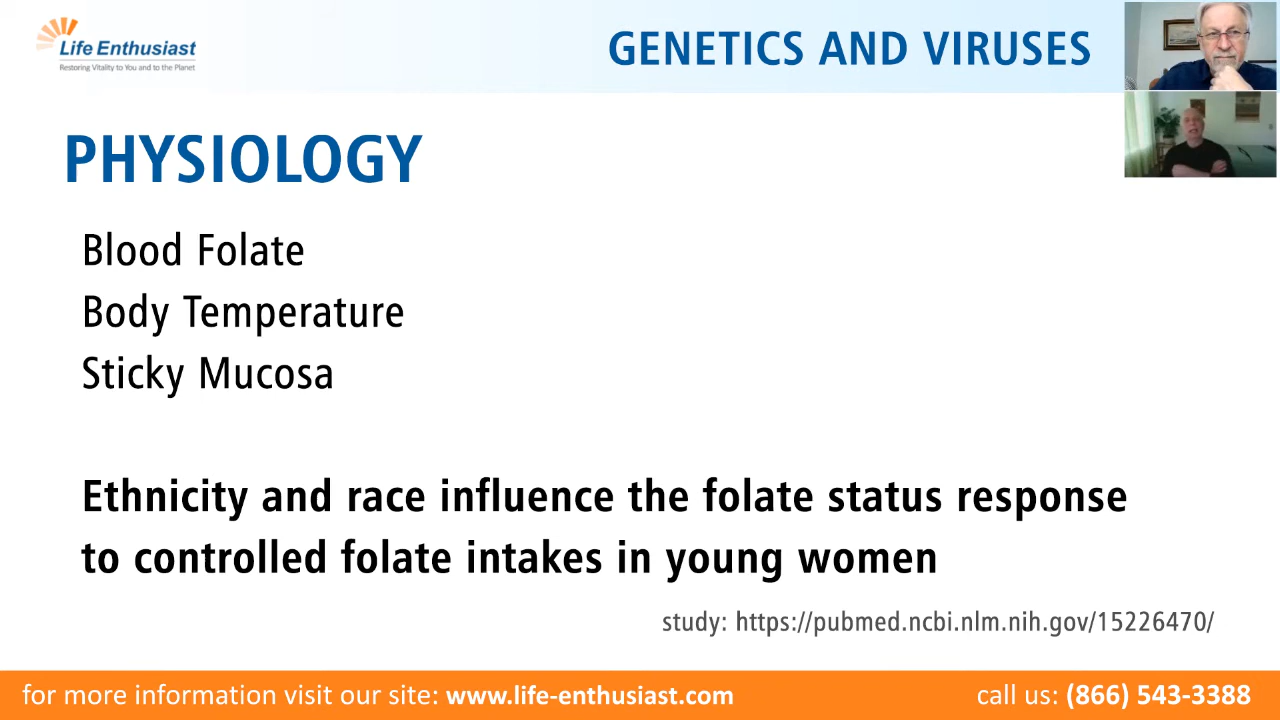 Life Enthusiast
Restoring Vitality to You and to the Planet
GENETICS AND VIRUSES
PHYSIOLOGY
Blood Folate
Body Temperature
Sticky Mucosa
Ethnicity and race influence the folate status response
to controlled folate intakes in young women
study: https://pubmed.ncbi.nlm.nih.gov/15226470/
for more information visit our site: www.life-enthusiast.com
call us: (866) 543-3388